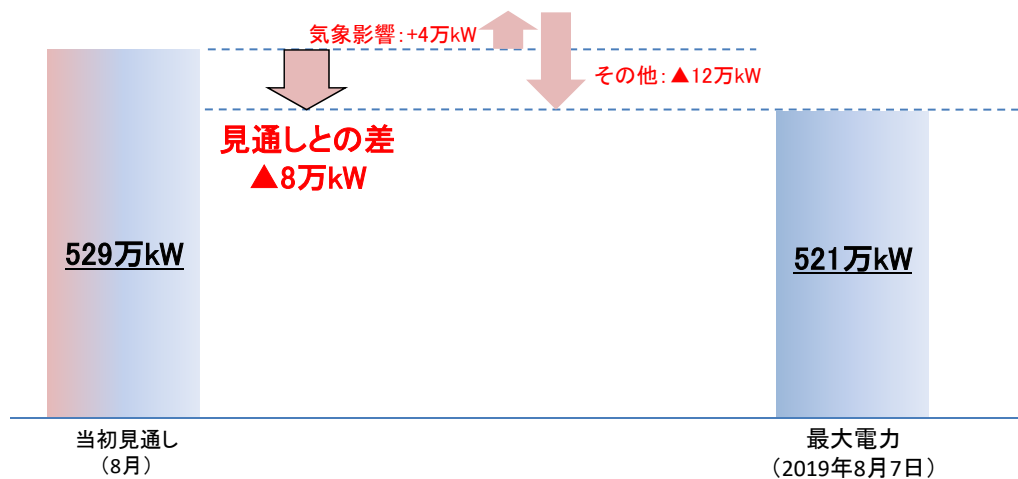 気象影響:+4万kW
その他:▲12万kW
見通しとの差
▲8万kW
529万kW
521万kW
当初見通し
（8月）
最大電力
（2019年8月7日）